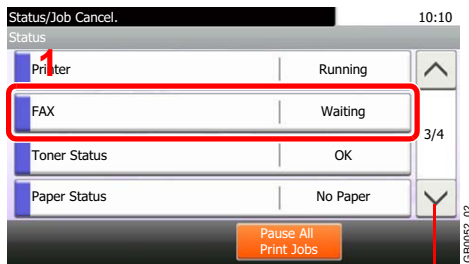 Status/Job Cancel. 10:10
Status
1
Printer Running
FAX Waiting
3/4
Toner Status OK
Paper Status No Paper
Pause All
Print Jobs
GB0052_02